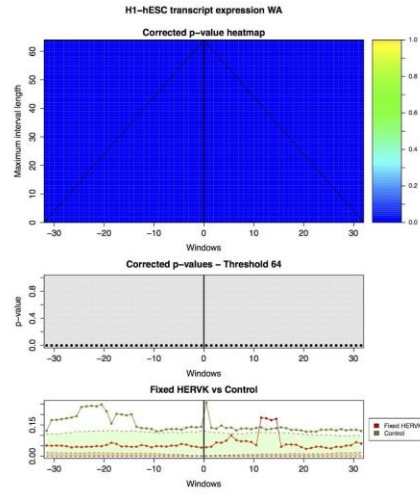 H1-hESC transcript expression WA
Corrected p-value heatmap
Maximum interval length
0 10 20 30 40 50 60
-30 -20 -10 0 10 20 30
Windows
0.0 0.2 0.4 0.6 0.8 1.0
Corrected p-values - Threshold 64
p-value
0.0 0.4 0.8
-30 -20 -10 0 10 20 30
Windows
Fixed HERVK vs Control
0.00 0.15
-30 -20 -10 0 10 20 30
Windows
Fixed HERVK
Control